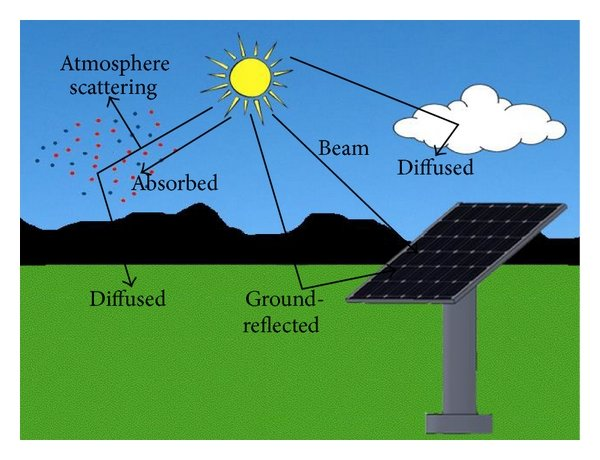 Atmosphere
scattering
Beam
Diffused
Absorbed
Diffused
Ground-
reflected